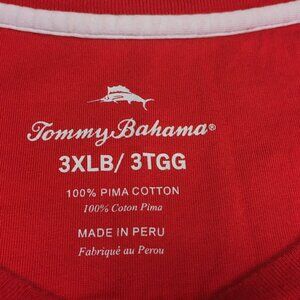 Tommy Bahama®
3XLB/ 3TGG
100% PIMA COTTON
100% Coton Pima
MADE IN PERU
Fabriqué au Perou